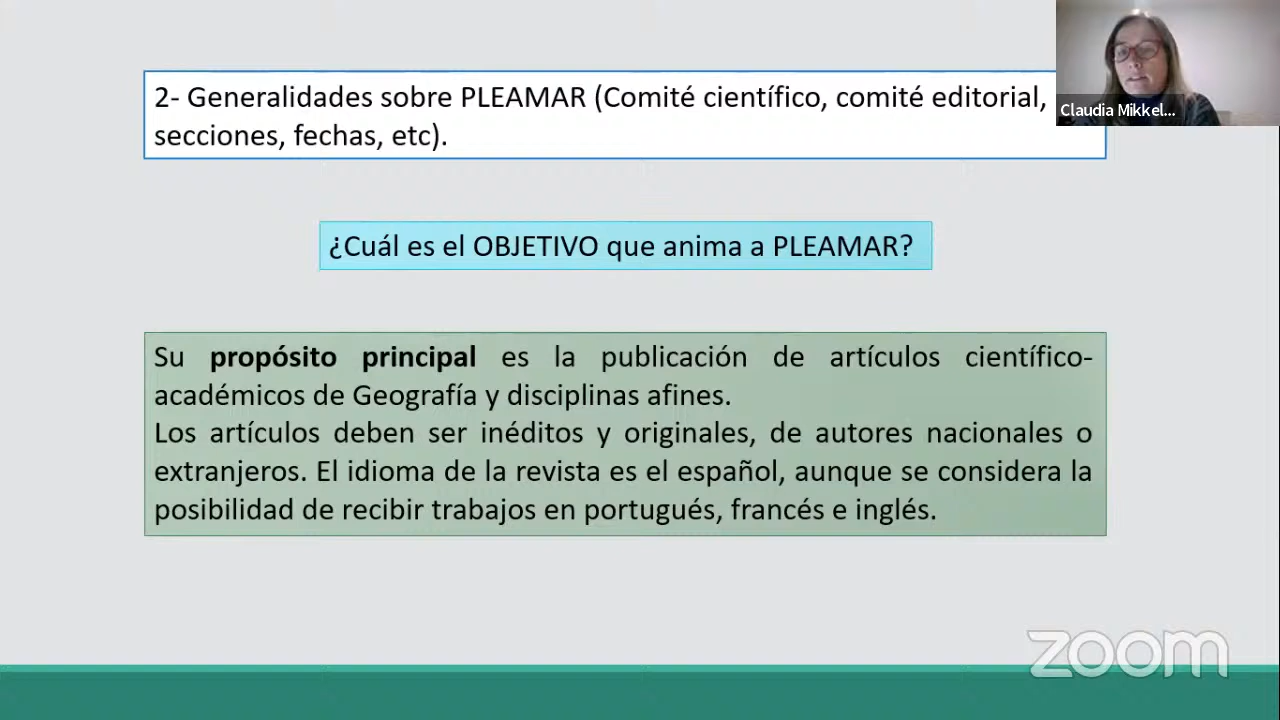 2- Generalidades sobre PLEAMAR (Comité científico, comité editorial,
secciones, fechas, etc).
Claudia Mikkel...
¿Cuál es el OBJETIVO que anima a PLEAMAR?
Su propósito principal es la publicación de artículos científico-
académicos de Geografía y disciplinas afines.
Los artículos deben ser inéditos y originales, de autores nacionales o
extranjeros. El idioma de la revista es el español, aunque se considera la
posibilidad de recibir trabajos en portugués, francés e inglés.
zoom